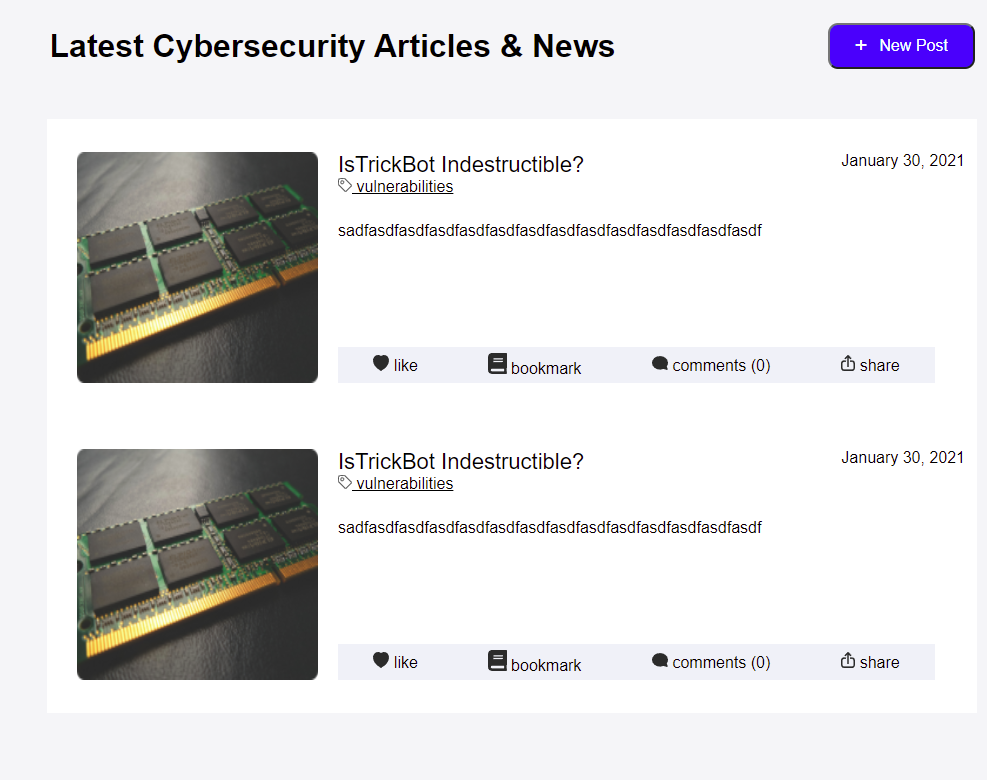 Latest Cybersecurity Articles & News
+ New Post
IsTrickBot Indestructible?
January 30, 2021
vulnerabilities
sadfasdfasdfasdfasdfasdfasdfasdfasdfasdfasdfasdfasdfasdf
like
bookmark
comments (0)
share
IsTrickBot Indestructible?
January 30, 2021
vulnerabilities
sadfasdfasdfasdfasdfasdfasdfasdfasdfasdfasdfasdfasdfasdf
like
bookmark
comments (0)
share